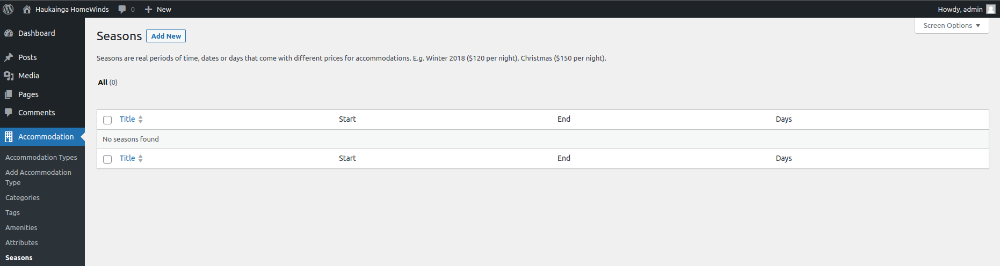 Haukainga HomeWinds 0 New Howdy, admin
Screen Options
Dashboard
Posts
Media
Pages
Comments
Accommodation
Accommodation Types
Add Accommodation
Type
Categories
Tags
Amenities
Attributes
Seasons
Seasons Add New
Seasons are real periods of time, dates or days that come with different prices for accommodations. E.g. Winter 2018 ($120 per night), Christmas ($150 per night).
All (0)
Title Start End Days
No seasons found
Title Start End Days